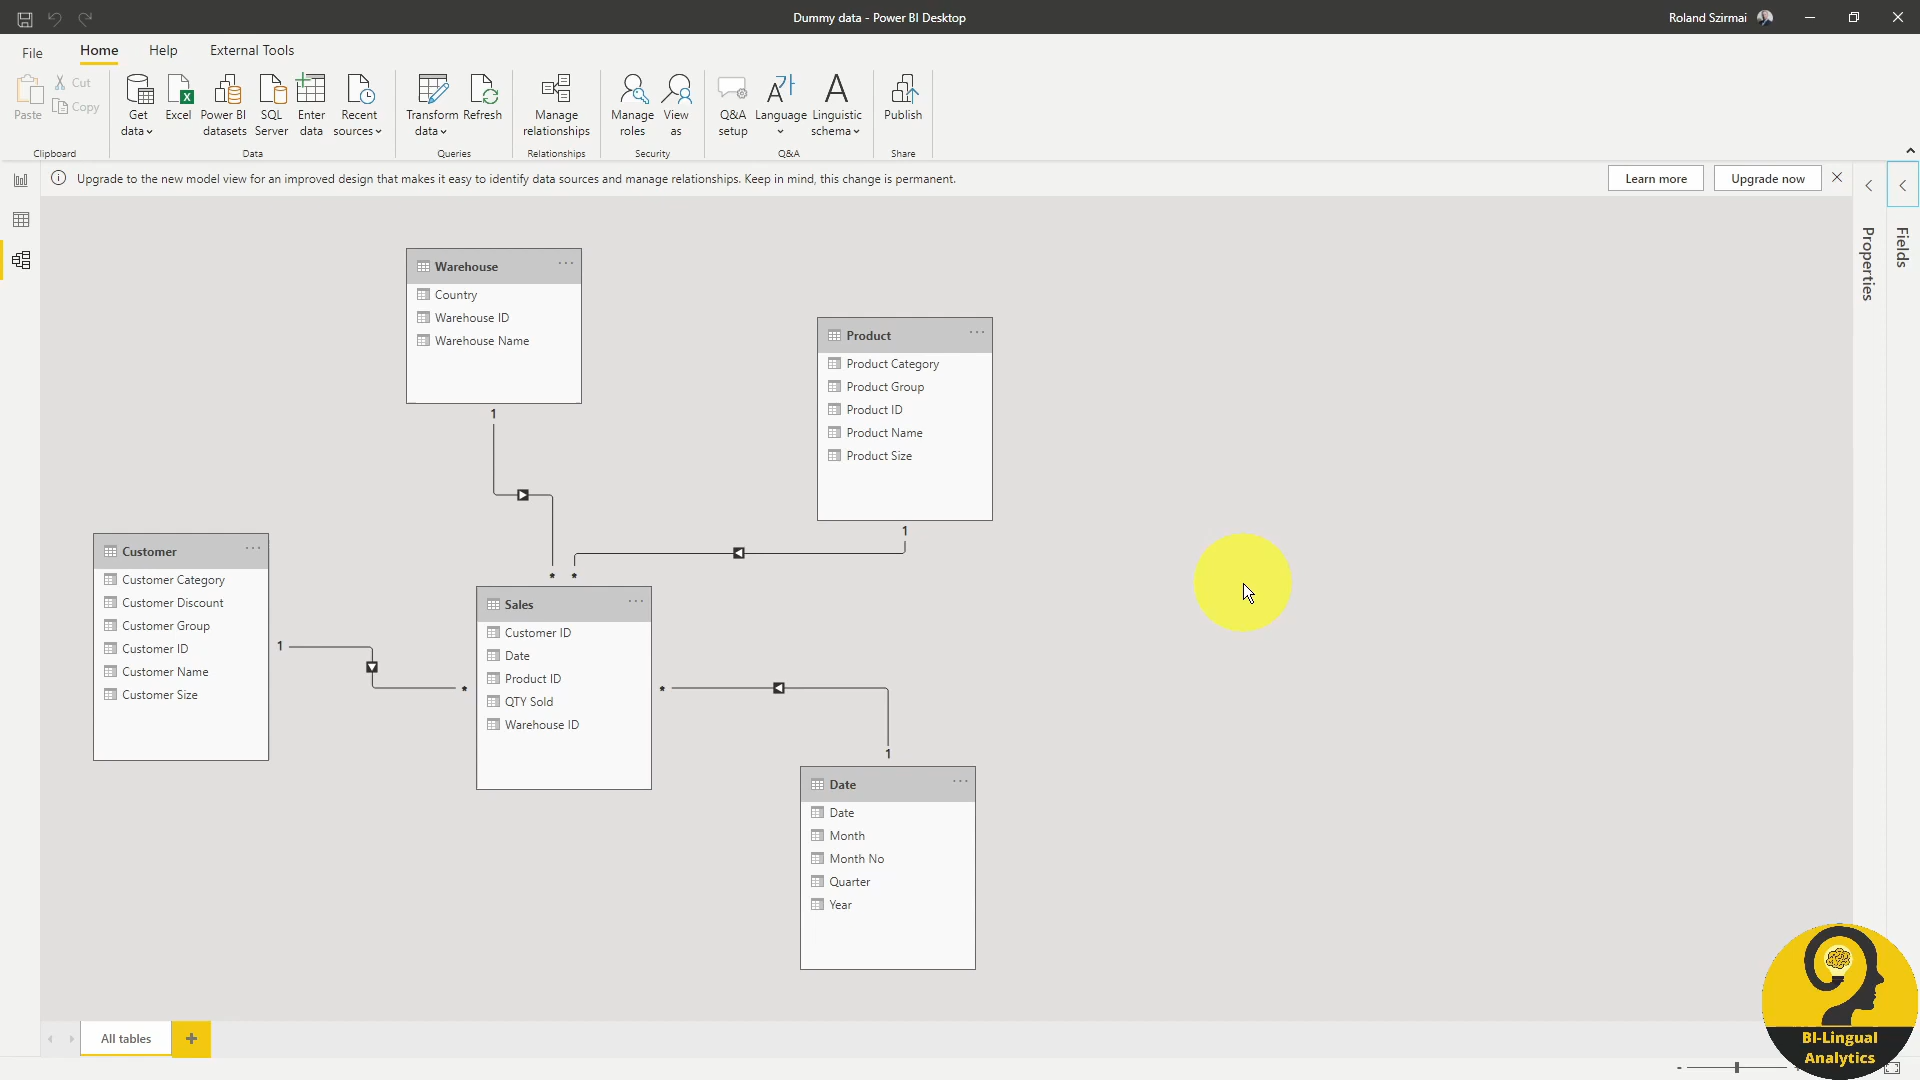 Dummy data - Power BI Desktop
Roland Szirmai
File
Home
Help
External Tools
Paste
Cut
Copy
Clipboard
Get data
Excel
Power BI datasets
SQL Server
Enter data
Recent sources
Data
Transform data
Refresh
Queries
Manage relationships
Relationships
Manage roles
View as
Security
Q&A setup
Language
Linguistic schema
Q&A
Publish
Share
Upgrade to the new model view for an improved design that makes it easy to identify data sources and manage relationships. Keep in mind, this change is permanent.
Learn more
Upgrade now
Properties
Fields
Warehouse
Country
Warehouse ID
Warehouse Name
1
Product
Product Category
Product Group
Product ID
Product Name
Product Size
1
* *
Customer
Customer Category
Customer Discount
Customer Group
Customer ID
Customer Name
Customer Size
1
*
Sales
Customer ID
Date
Product ID
QTY Sold
Warehouse ID
*
1
Date
Date
Month
Month No
Quarter
Year
All tables
+
BI-Lingual
Analytics